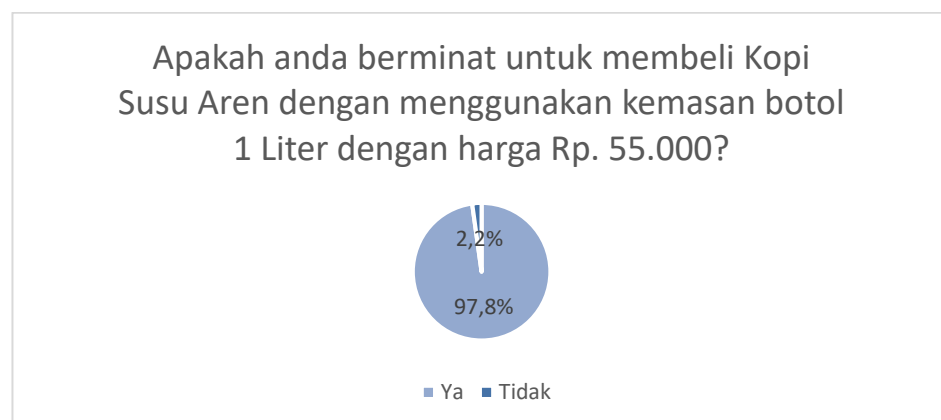 Apakah anda berminat untuk membeli Kopi
Susu Aren dengan menggunakan kemasan botol
1 Liter dengan harga Rp. 55.000?
2,2%
97,8%
Ya Tidak